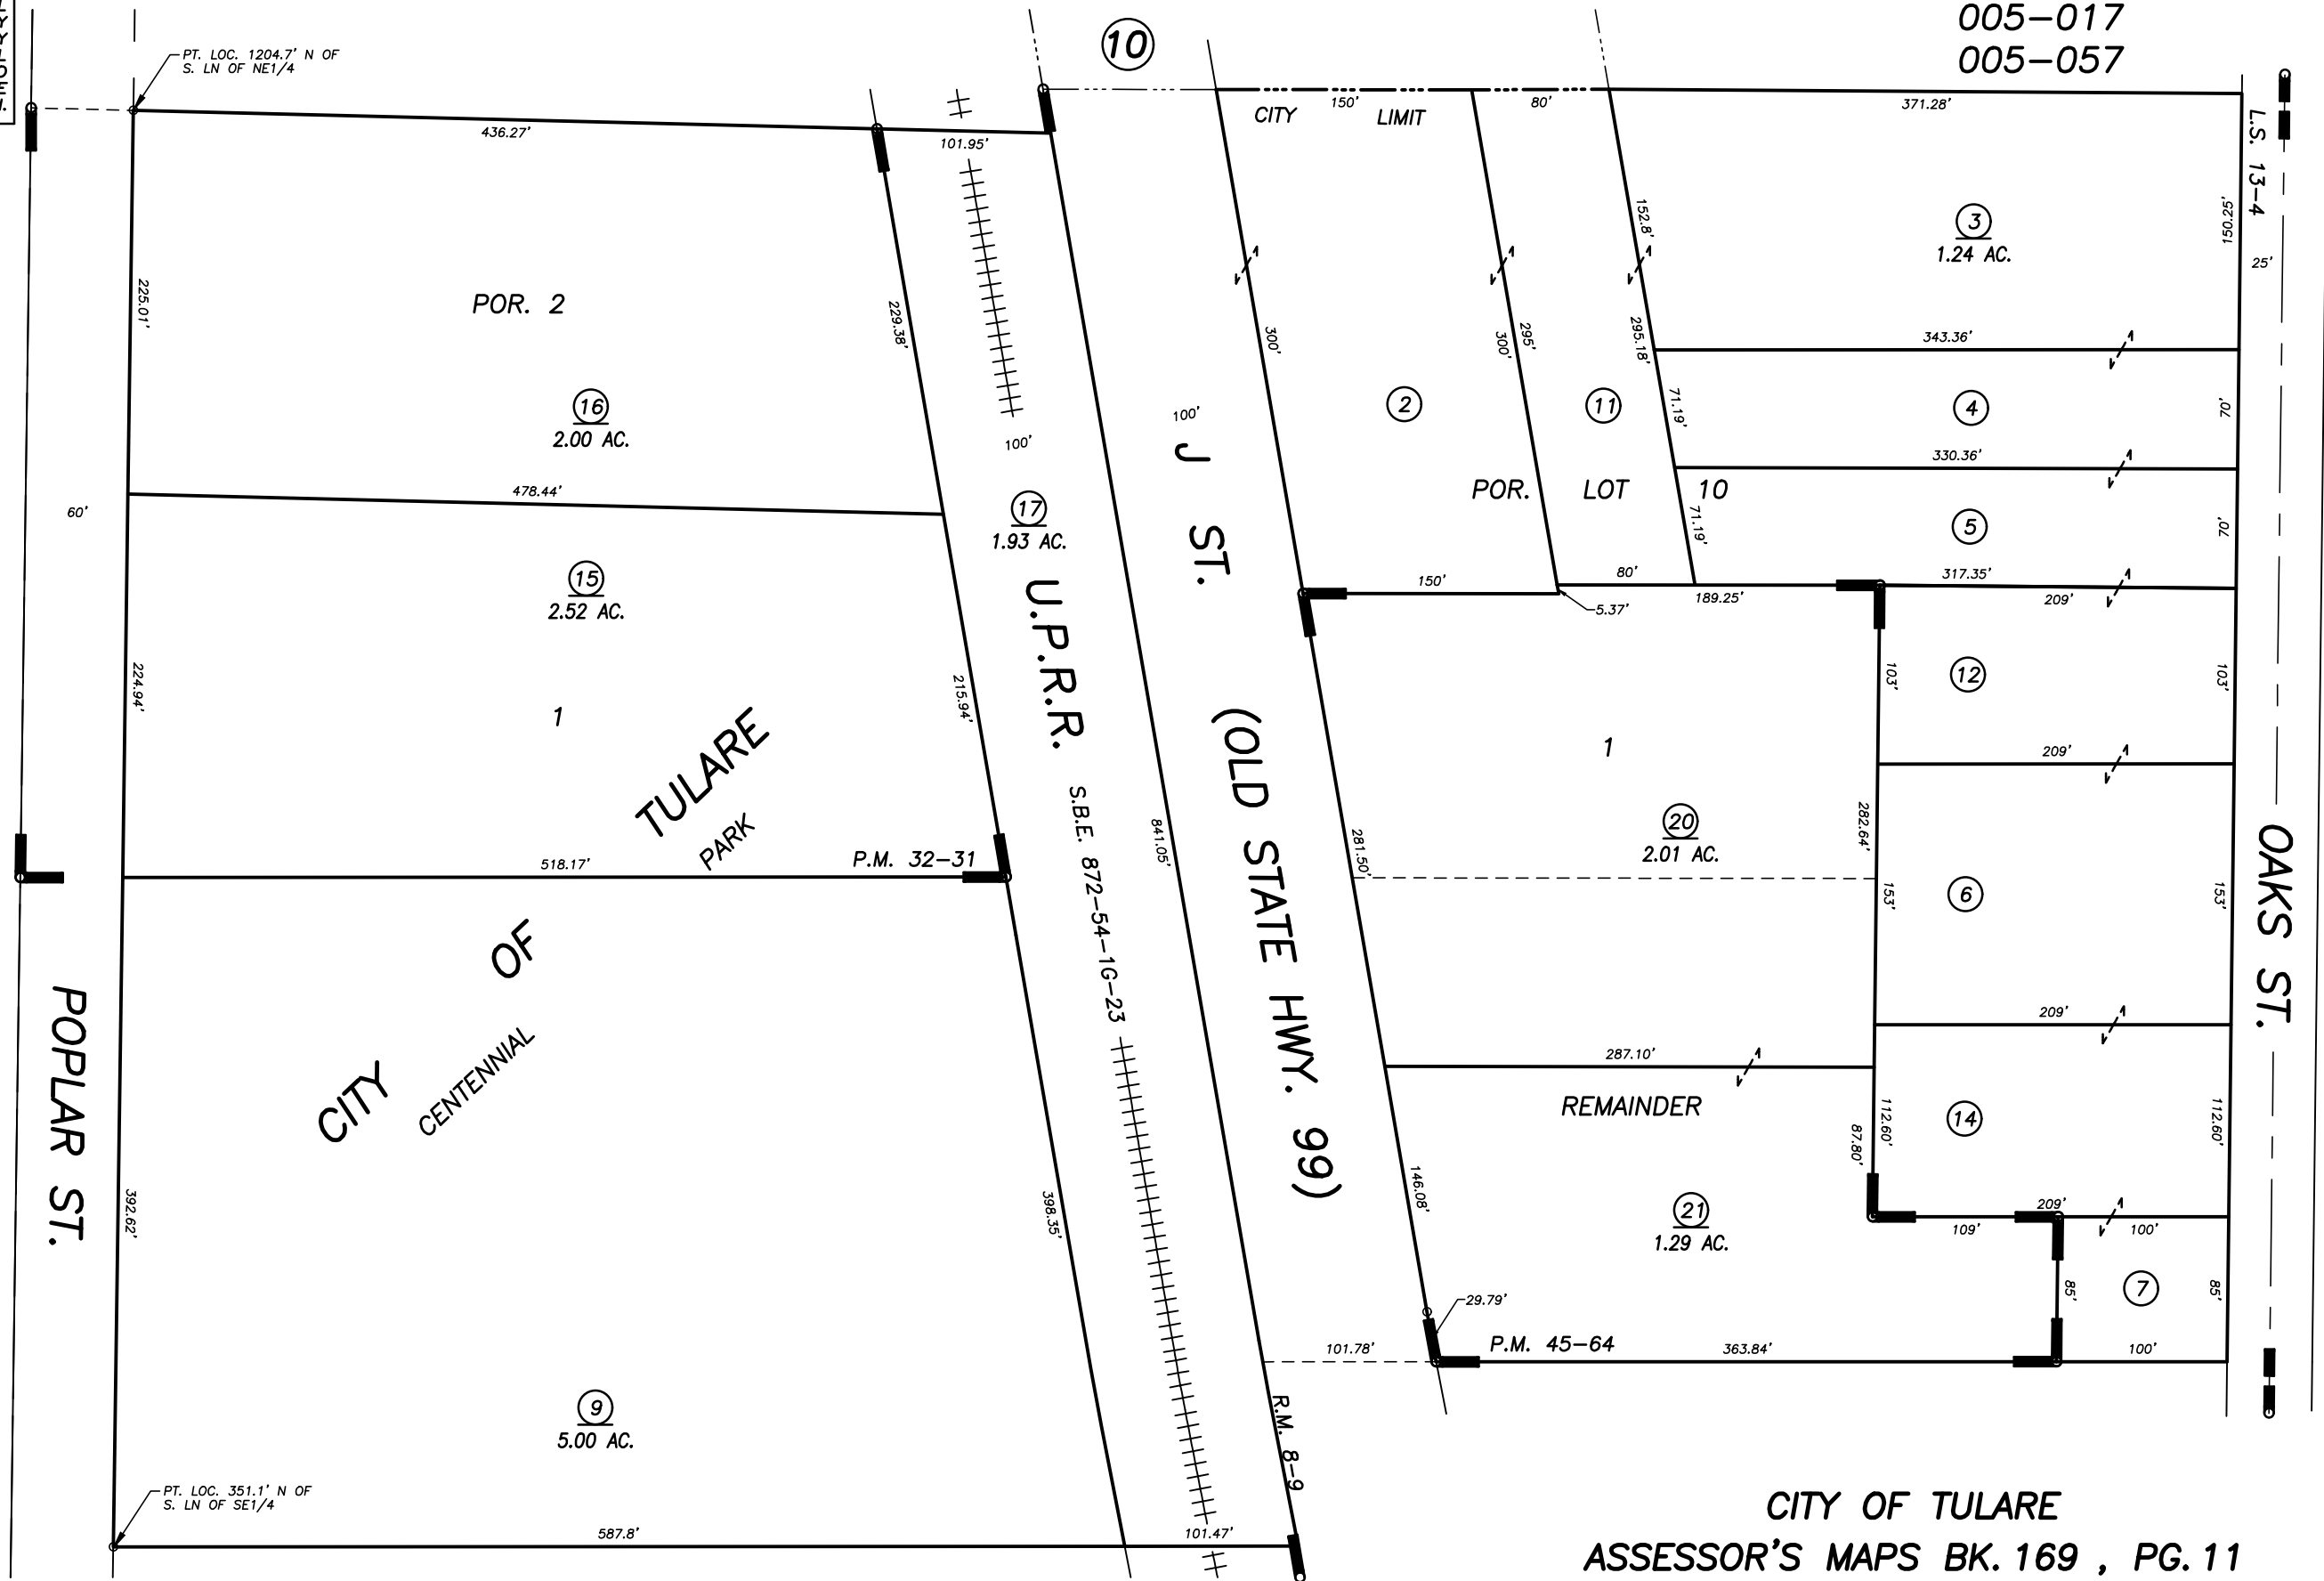 005-017
005-057
10
PT. LOC. 1204.7' N OF
S. LN OF NE1/4
436.27'
101.95'
CITY LIMIT
150'
80'
371.28'
L.S. 13-4
150.25'
25'
3
1.24 AC.
152.8'
225.01'
POR. 2
229.38'
300'
300'
295'
295.18'
343.36'
16
2.00 AC.
100'
100'
2
11
71.19'
4
70'
330.36'
478.44'
60'
17
1.93 AC.
J ST. (OLD STATE HWY. 99)
POR. LOT 10
71.19'
5
70'
15
2.52 AC.
U.P.R.R.
S.B.E. 872-54-1G-23
150'
80'
5.37'
189.25'
317.35'
209'
224.94'
1
215.94'
103'
12
103'
1
209'
CITY OF TULARE
CENTENNIAL PARK
518.17'
P.M. 32-31
841.05'
281.50'
20
2.01 AC.
282.64'
153'
6
153'
OAKS ST.
209'
POPLAR ST.
287.10'
REMAINDER
112.60'
87.80'
14
112.60'
392.62'
398.35'
146.08'
21
1.29 AC.
209'
109'
100'
85'
7
85'
29.79'
101.78'
P.M. 45-64
363.84'
100'
9
5.00 AC.
R.M. 8-9
PT. LOC. 351.1' N OF
S. LN OF SE1/4
587.8'
101.47'
CITY OF TULARE
ASSESSOR'S MAPS BK. 169 , PG. 11